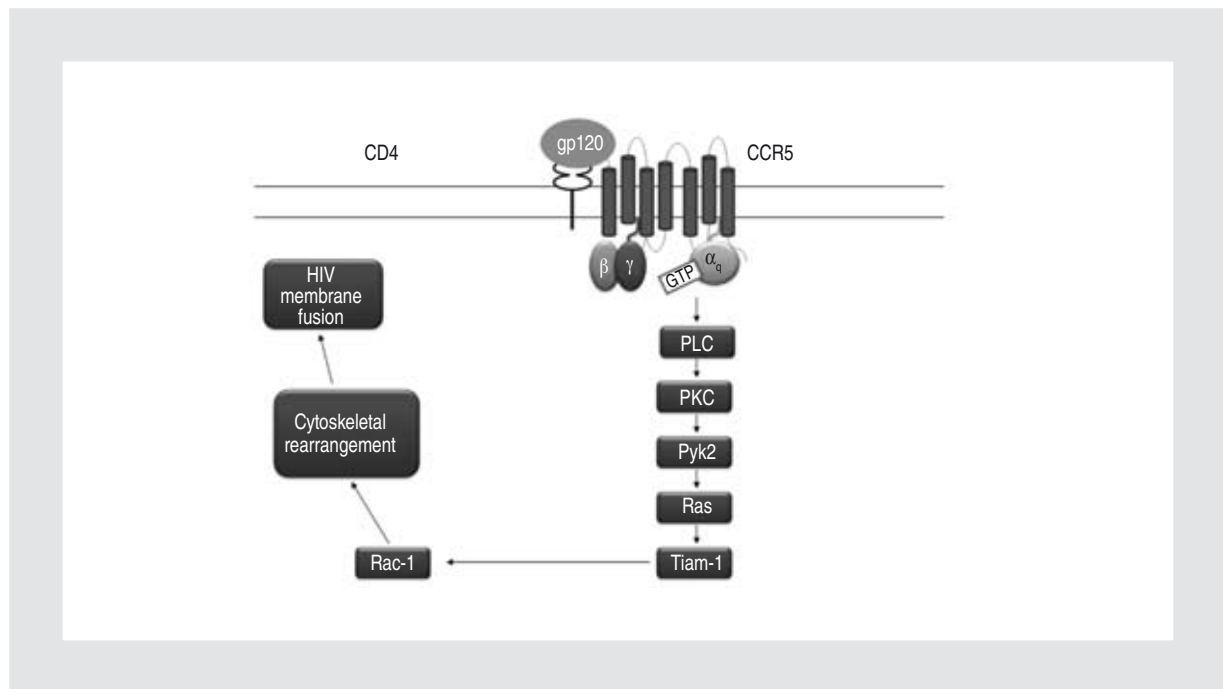 gp120
CD4
CCR5
β
γ
GTP
αq
HIV
membrane
fusion
PLC
PKC
Cytoskeletal
rearrangement
Pyk2
Ras
Rac-1
Tiam-1